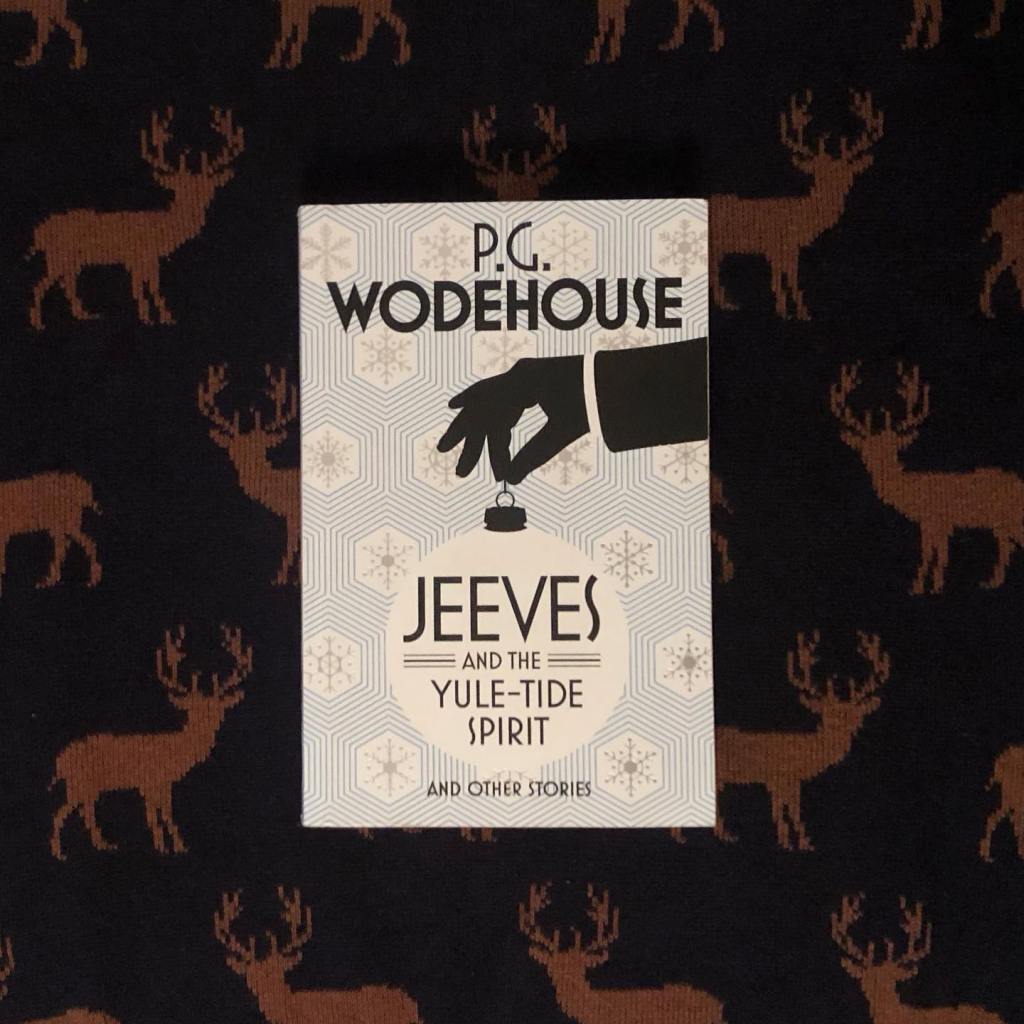 P.G.
WODEHOUSE
JEEVES
AND THE
YULE-TIDE
SPIRIT
AND OTHER STORIES